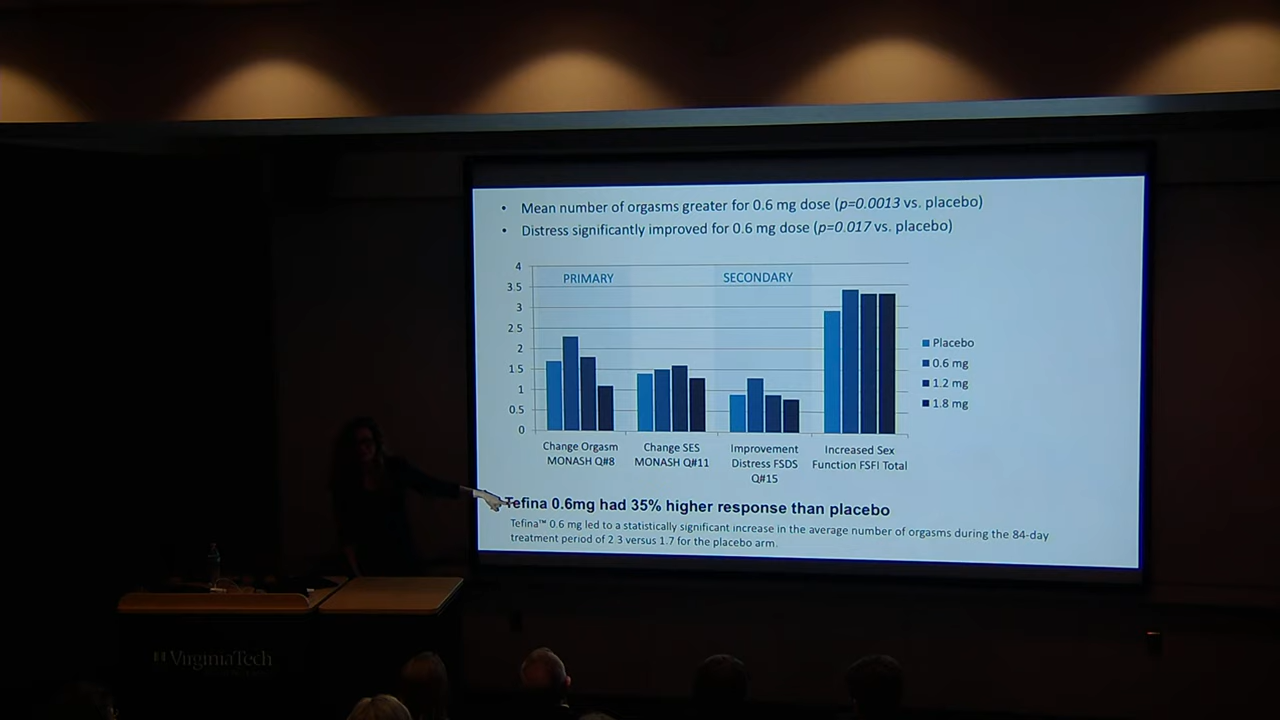 • Mean number of orgasms greater for 0.6 mg dose (p=0.0013 vs. placebo)
• Distress significantly improved for 0.6 mg dose (p=0.017 vs. placebo)
4
3.5
3
2.5
2
1.5
1
0.5
0
PRIMARY
SECONDARY
Change Orgasm
MONASH Q#8
Change SES
MONASH Q#11
Improvement
Distress FSDS
Q#15
Increased Sex
Function FSFI Total
Placebo
0.6 mg
1.2 mg
1.8 mg
Tefina 0.6mg had 35% higher response than placebo
Tefina™ 0.6 mg led to a statistically significant increase in the average number of orgasms during the 84-day
treatment period of 2 3 versus 1.7 for the placebo arm.
VirginiaTech